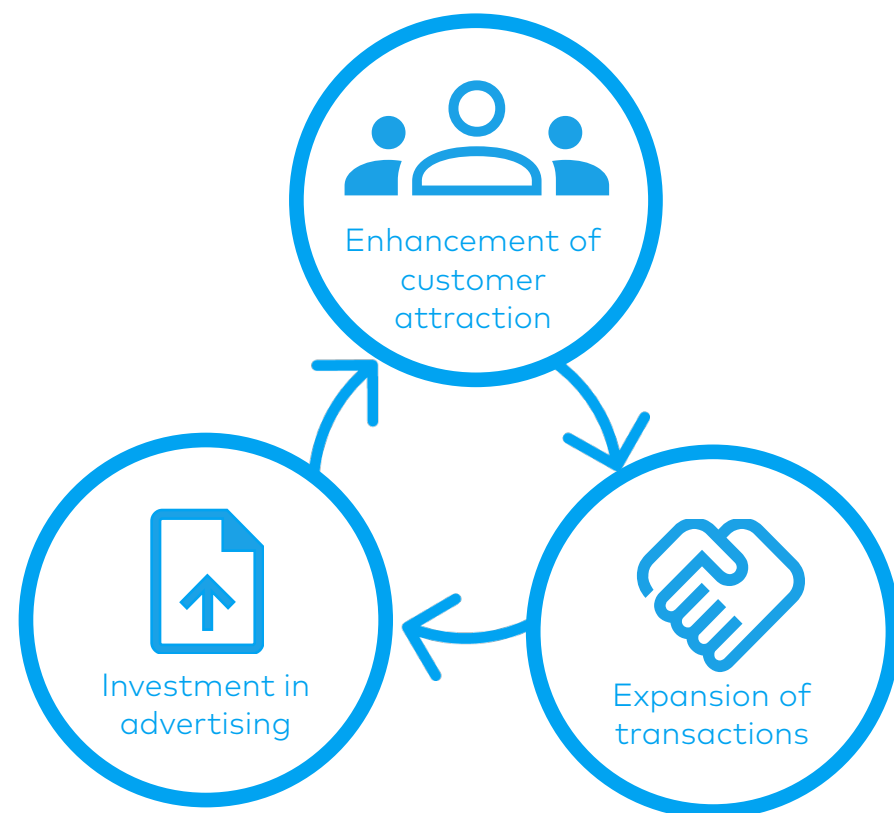 Enhancement of
customer
attraction
Investment in
advertising
Expansion of
transactions